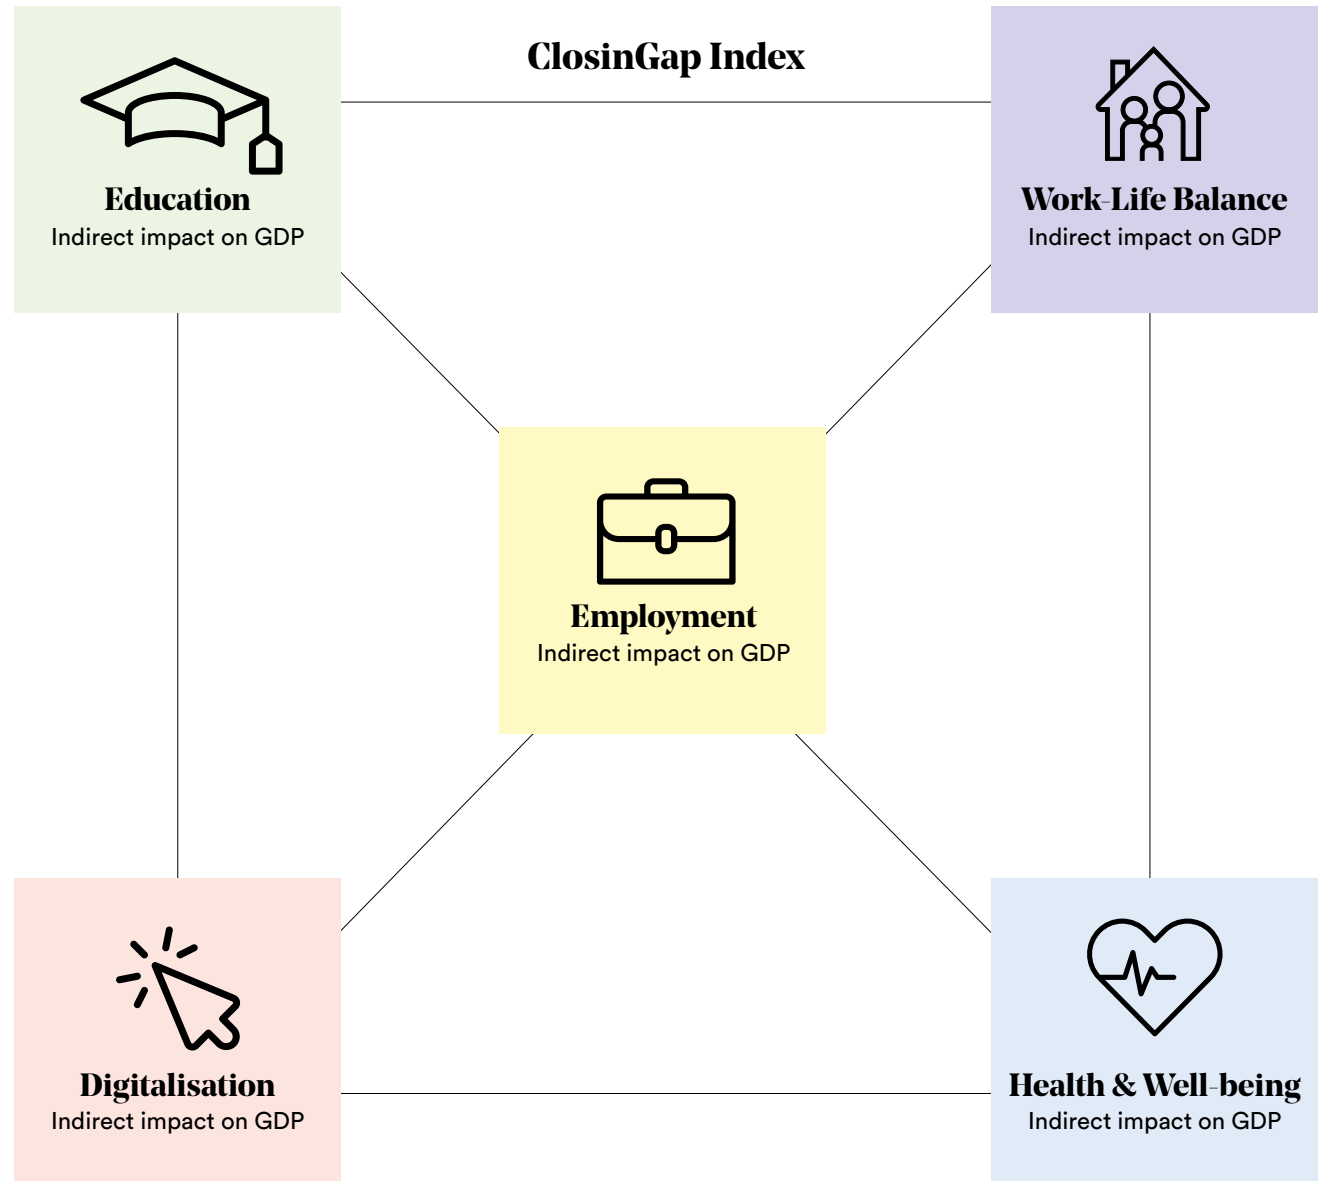 ClosinGap Index
Education
Indirect impact on GDP
Work-Life Balance
Indirect impact on GDP
Employment
Indirect impact on GDP
Digitalisation
Indirect impact on GDP
Health & Well-being
Indirect impact on GDP